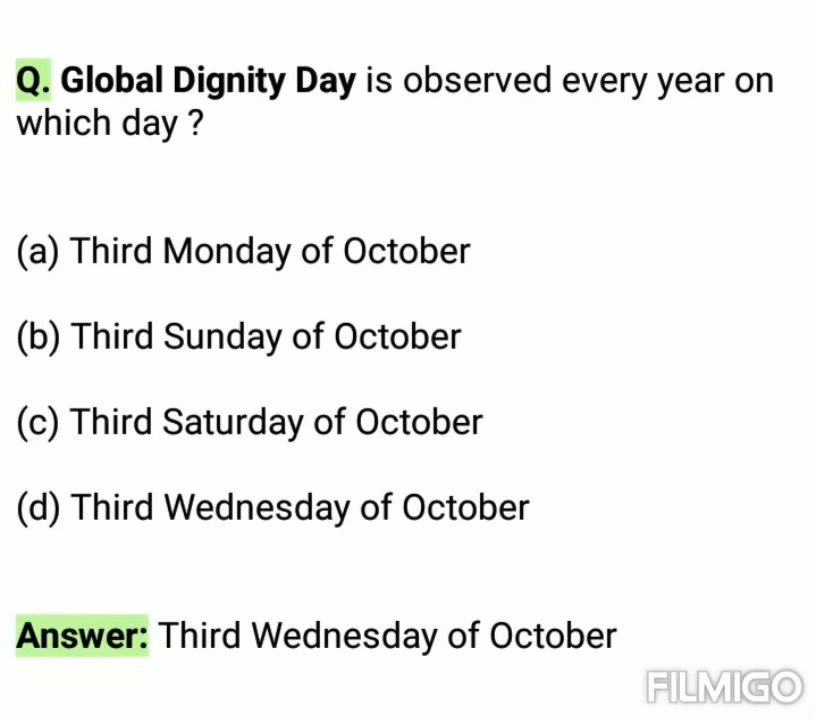 Q. Global Dignity Day is observed every year on
which day ?
(a) Third Monday of October
(b) Third Sunday of October
(c) Third Saturday of October
(d) Third Wednesday of October
Answer: Third Wednesday of October
FILMIGO